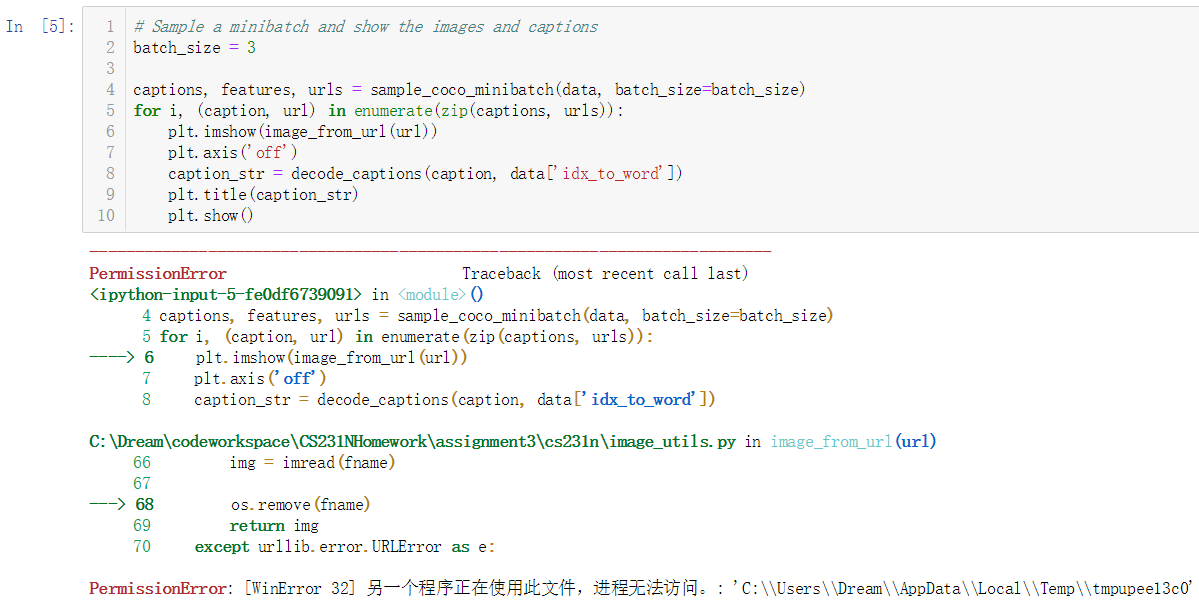 In [5]:
1 # Sample a minibatch and show the images and captions
2 batch_size = 3
3
4 captions, features, urls = sample_coco_minibatch(data, batch_size=batch_size)
5 for i, (caption, url) in enumerate(zip(captions, urls)):
6     plt.imshow(image_from_url(url))
7     plt.axis('off')
8     caption_str = decode_captions(caption, data['idx_to_word'])
9     plt.title(caption_str)
10     plt.show()
---------------------------------------------------------------------------
PermissionError                           Traceback (most recent call last)
<ipython-input-5-fe0df6739091> in <module>()
      4 captions, features, urls = sample_coco_minibatch(data, batch_size=batch_size)
      5 for i, (caption, url) in enumerate(zip(captions, urls)):
----> 6     plt.imshow(image_from_url(url))
      7     plt.axis('off')
      8     caption_str = decode_captions(caption, data['idx_to_word'])
C:\Dream\codeworkspace\CS231NHomework\assignment3\cs231n\image_utils.py in image_from_url(url)
     66         img = imread(fname)
     67
---> 68         os.remove(fname)
     69         return img
     70     except urllib.error.URLError as e:
PermissionError: [WinError 32] 另一个程序正在使用此文件，进程无法访问。: 'C:\\Users\\Dream\\AppData\\Local\\Temp\\tmpupee13c0'